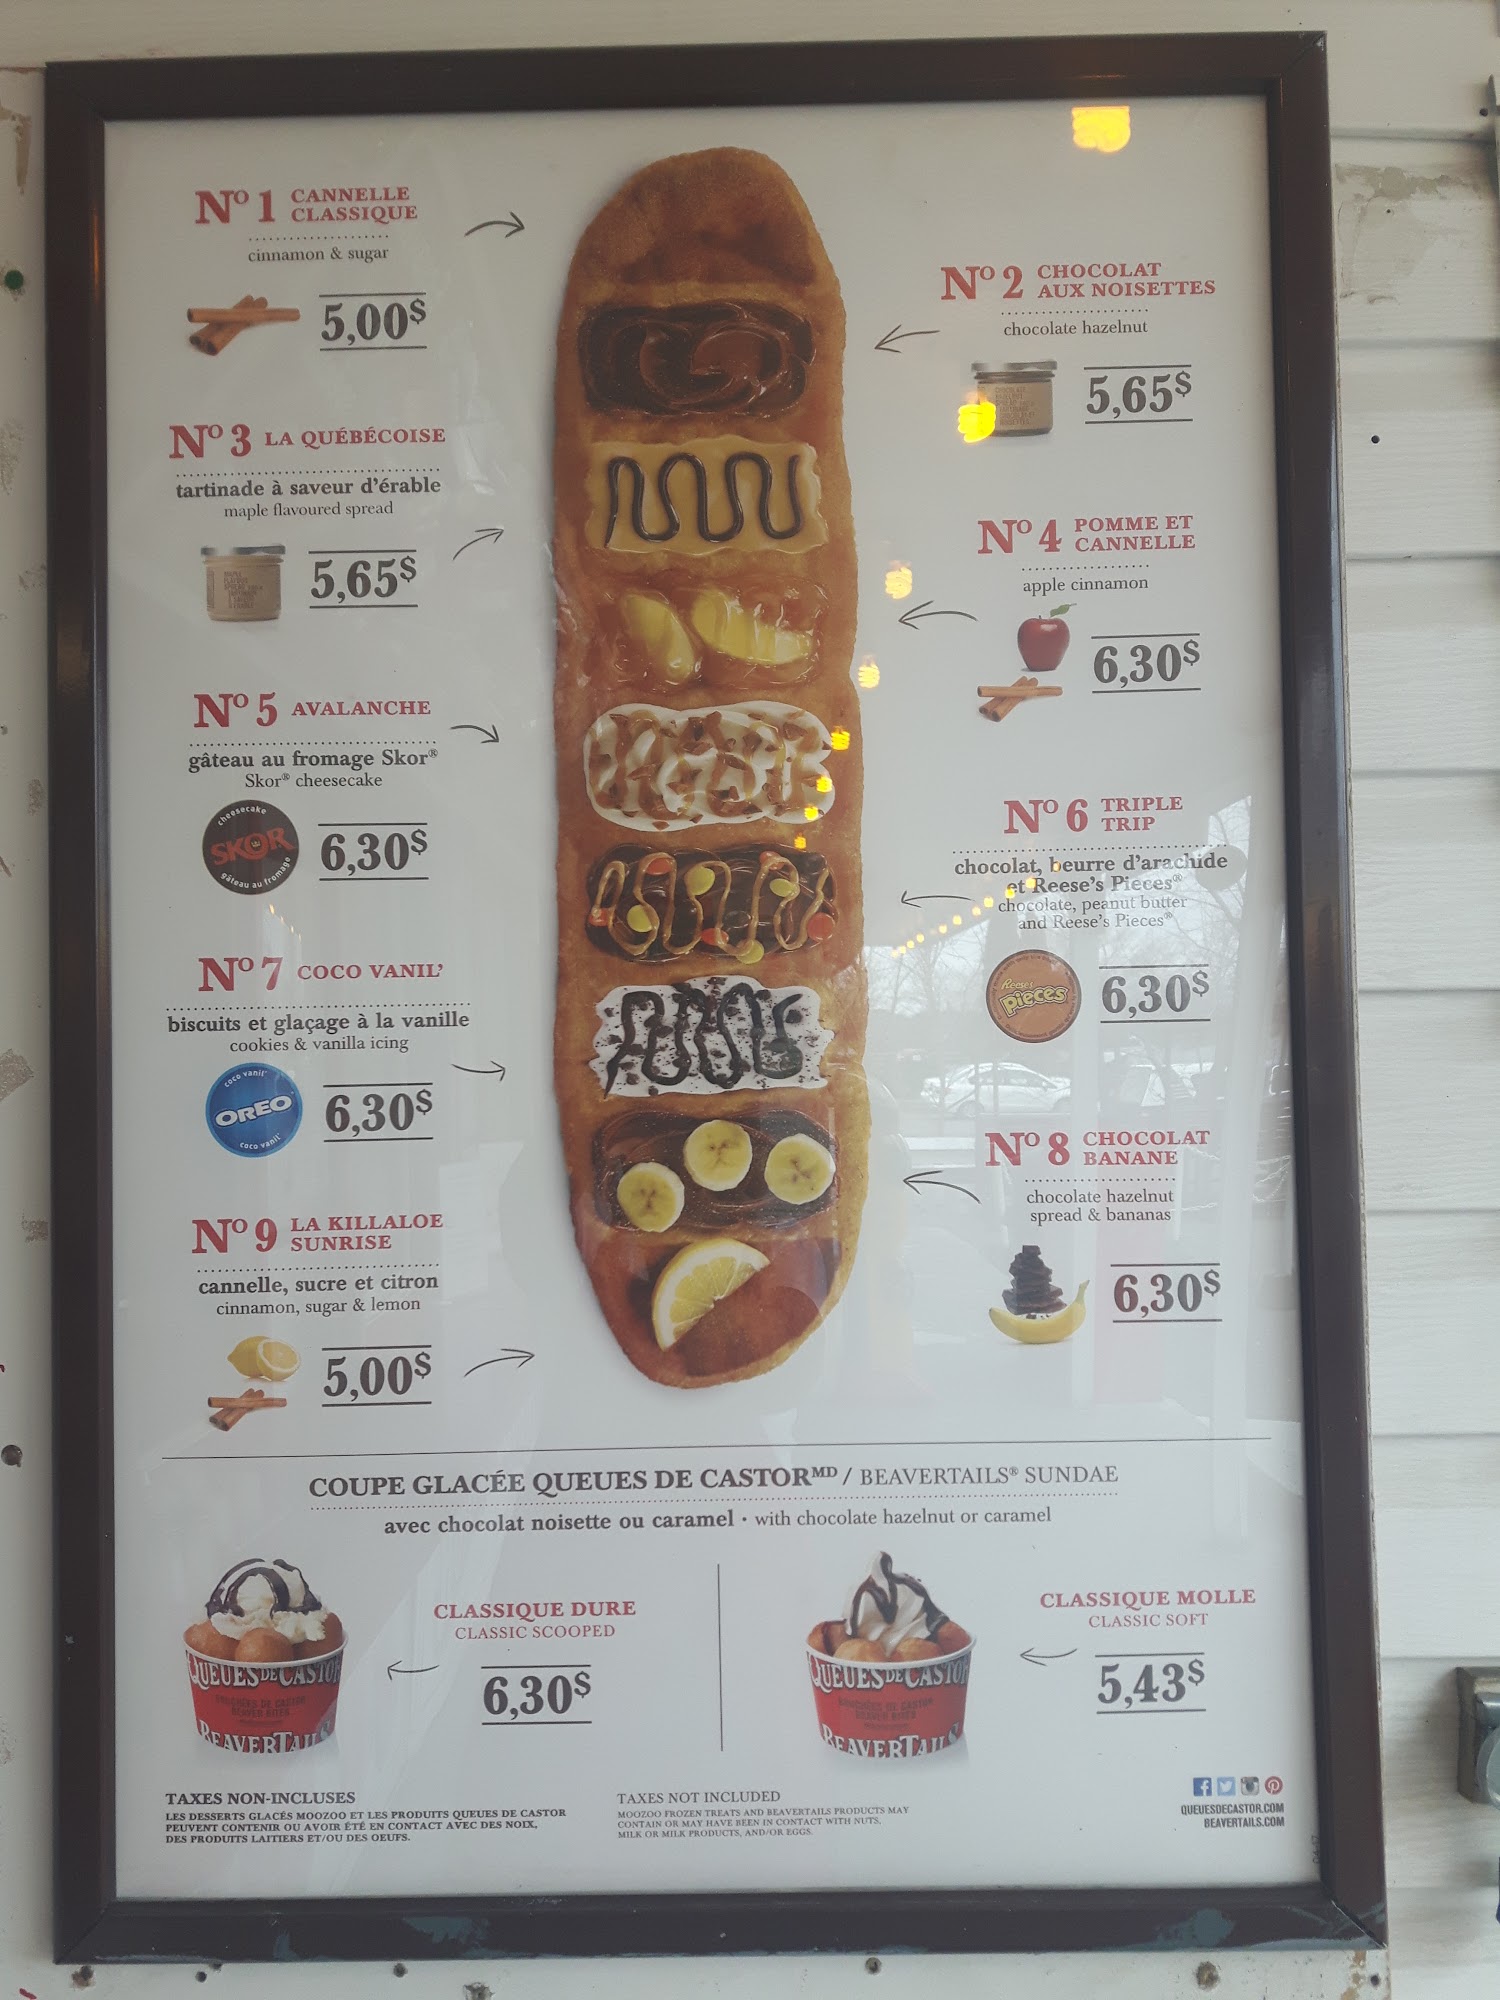 Nº 1 CANNELLE
CLASSIQUE
cinnamon & sugar
5,00$
Nº 2 CHOCOLAT
AUX NOISETTES
chocolate hazelnut
5,65$
Nº 3 LA QUÉBÉCOISE
tartinade à saveur d'érable
maple flavoured spread
5,65$
Nº 4 POMME ET
CANNELLE
apple cinnamon
6,30$
Nº 5 AVALANCHE
gâteau au fromage Skor®
Skor® cheesecake
cheesecake
SKOR
gâteau au fromage
6,30$
Nº 6 TRIPLE
TRIP
chocolat, beurre d'arachide
et Reese's Pieces®
chocolate, peanut butter
and Reese's Pieces®
Reese's
Pieces
6,30$
Nº 7 COCO VANIL'
biscuits et glaçage à la vanille
cookies & vanilla icing
coco vanil'
OREO
coco vanil'
6,30$
Nº 8 CHOCOLAT
BANANE
chocolate hazelnut
spread & bananas
6,30$
Nº 9 LA KILLALOE
SUNRISE
cannelle, sucre et citron
cinnamon, sugar & lemon
5,00$
COUPE GLACÉE QUEUES DE CASTOR MD / BEAVERTAILS® SUNDAE
avec chocolat noisette ou caramel • with chocolate hazelnut or caramel
QUEUES DE CASTOR
BEAVERTAILS
CLASSIQUE DURE
CLASSIC SCOOPED
6,30$
QUEUES DE CASTOR
BEAVERTAILS
CLASSIQUE MOLLE
CLASSIC SOFT
5,43$
TAXES NON-INCLUSES
LES DESSERTS GLACÉS MOOZOO ET LES PRODUITS QUEUES DE CASTOR
PEUVENT CONTENIR OU AVOIR ÉTÉ EN CONTACT AVEC DES NOIX,
DES PRODUITS LAITIERS ET/OU DES OEUFS.
TAXES NOT INCLUDED
MOOZOO FROZEN TREATS AND BEAVERTAILS PRODUCTS MAY
CONTAIN OR MAY HAVE BEEN IN CONTACT WITH NUTS,
MILK OR MILK PRODUCTS, AND/OR EGGS.
QUEUESDECASTOR.COM
BEAVERTAILS.COM